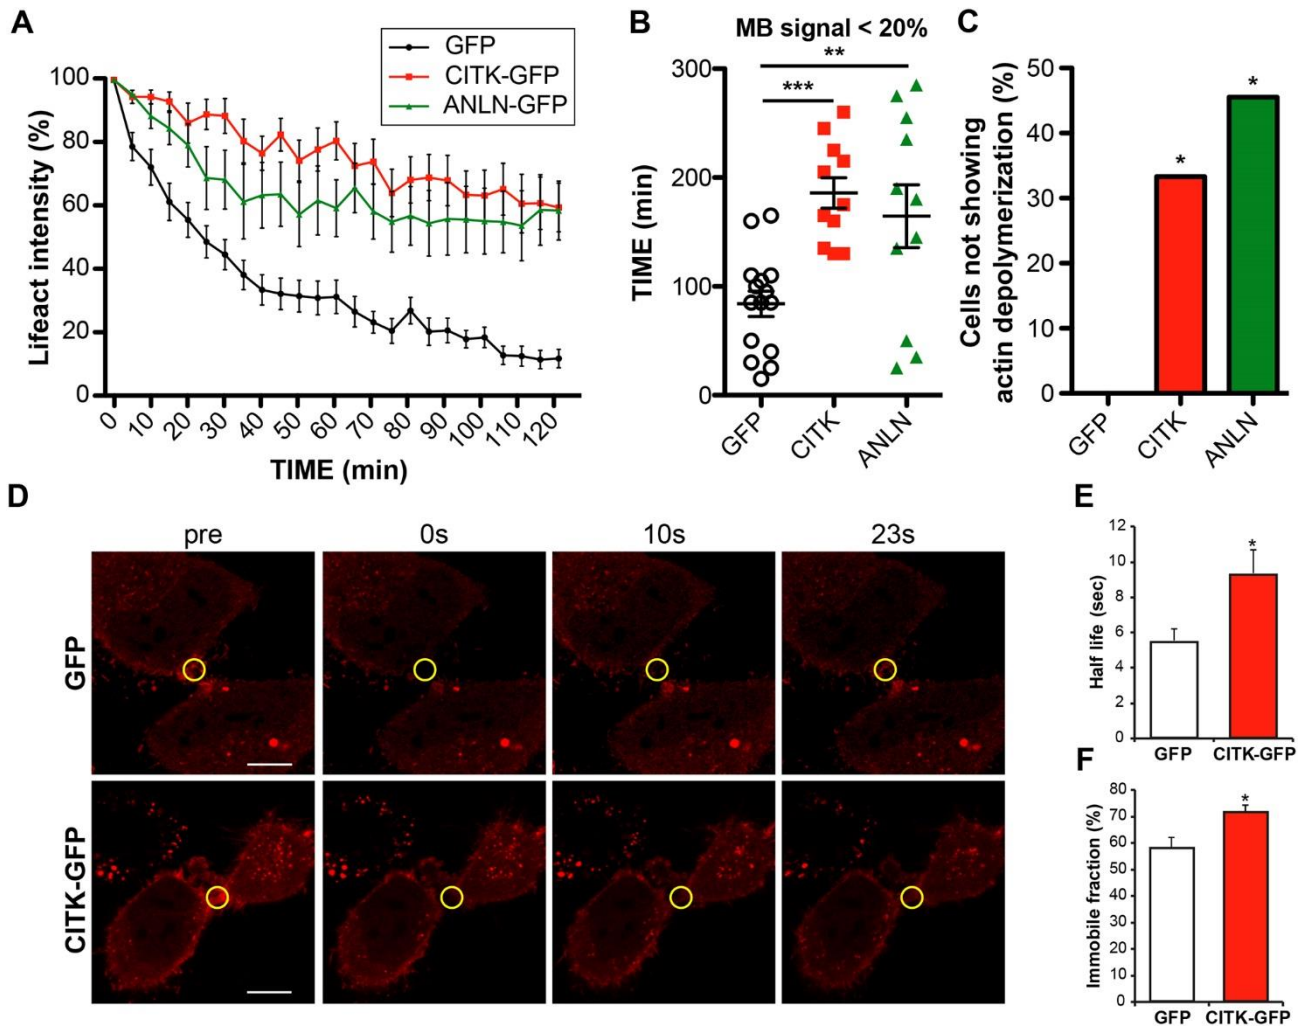 A
GFP
CITK-GFP
ANLN-GFP
Lifeact intensity (%)
100
80
60
40
20
0
0 10 20 30 40 50 60 70 80 90 100 110 120
TIME (min)
B
MB signal < 20%
**
***
TIME (min)
300
200
100
0
GFP CITK ANLN
C
Cells not showing
actin depolymerization (%)
50
40
30
20
10
0
*
*
GFP CITK ANLN
D
pre 0s 10s 23s
GFP
CITK-GFP
E
Half life (sec)
12
10
8
6
4
2
0
*
GFP CITK-GFP
F
Immobile fraction (%)
80
70
60
50
40
30
20
10
0
*
GFP CITK-GFP